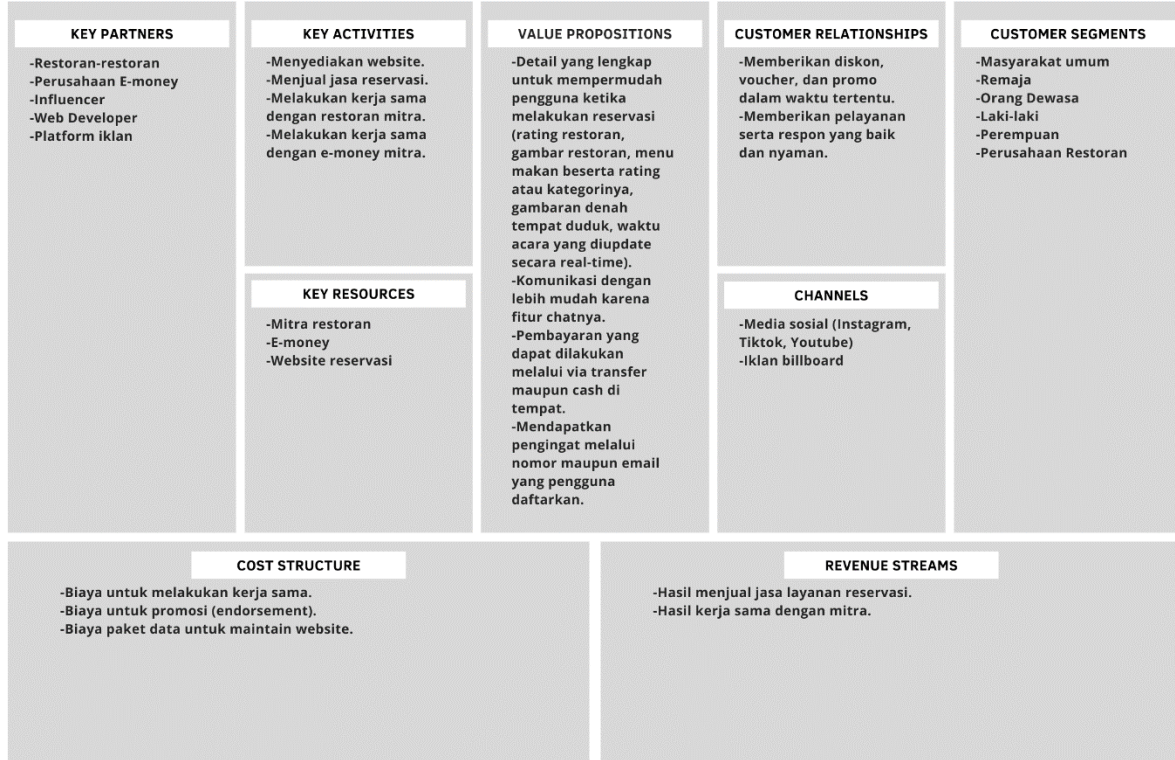 KEY PARTNERS
-Restoran-restoran
-Perusahaan E-money
-Influencer
-Web Developer
-Platform iklan
KEY ACTIVITIES
-Menyediakan website.
-Menjual jasa reservasi.
-Melakukan kerja sama
dengan restoran mitra.
-Melakukan kerja sama
dengan e-money mitra.
KEY RESOURCES
-Mitra restoran
-E-money
-Website reservasi
VALUE PROPOSITIONS
-Detail yang lengkap
untuk mempermudah
pengguna ketika
melakukan reservasi
(rating restoran,
gambar restoran, menu
makan beserta rating
atau kategorinya,
gambaran denah
tempat duduk, waktu
acara yang diupdate
secara real-time).
-Komunikasi dengan
lebih mudah karena
fitur chatnya.
-Pembayaran yang
dapat dilakukan
melalui via transfer
maupun cash di
tempat.
-Mendapatkan
pengingat melalui
nomor maupun email
yang pengguna
daftarkan.
CUSTOMER RELATIONSHIPS
-Memberikan diskon,
voucher, dan promo
dalam waktu tertentu.
-Memberikan pelayanan
serta respon yang baik
dan nyaman.
CHANNELS
-Media sosial (Instagram,
Tiktok, Youtube)
-Iklan billboard
CUSTOMER SEGMENTS
-Masyarakat umum
-Remaja
-Orang Dewasa
-Laki-laki
-Perempuan
-Perusahaan Restoran
COST STRUCTURE
-Biaya untuk melakukan kerja sama.
-Biaya untuk promosi (endorsement).
-Biaya paket data untuk maintain website.
REVENUE STREAMS
-Hasil menjual jasa layanan reservasi.
-Hasil kerja sama dengan mitra.